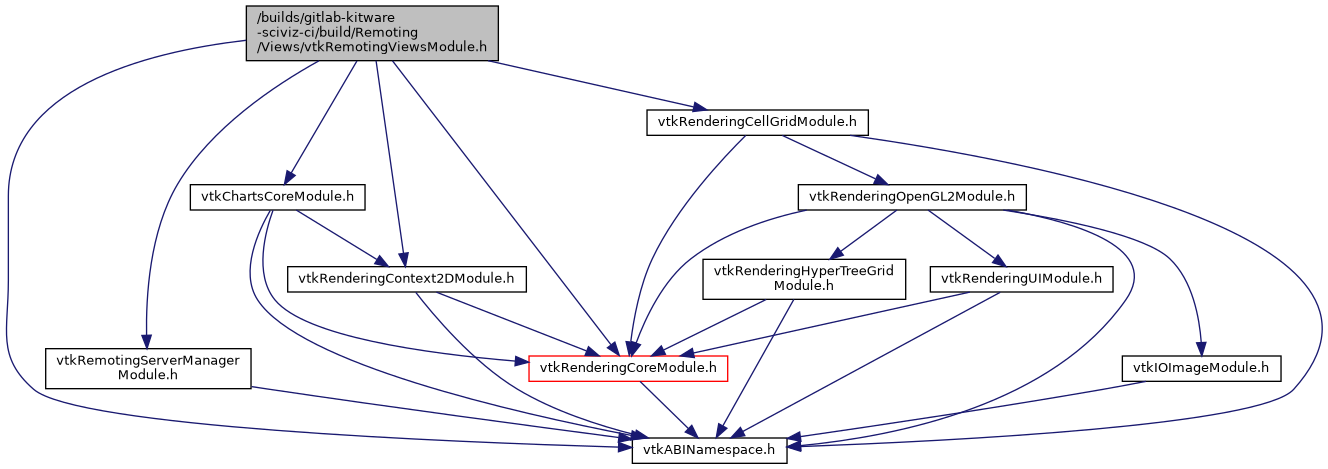 /builds/gitlab-kitware
-sciviz-ci/build/Remoting
/Views/vtkRemotingViewsModule.h
vtkRenderingCellGridModule.h
vtkChartsCoreModule.h
vtkRenderingOpenGL2Module.h
vtkRenderingContext2DModule.h
vtkRenderingHyperTreeGrid
Module.h
vtkRenderingUIModule.h
vtkRemotingServerManager
Module.h
vtkRenderingCoreModule.h
vtkIOImageModule.h
vtkABINamespace.h